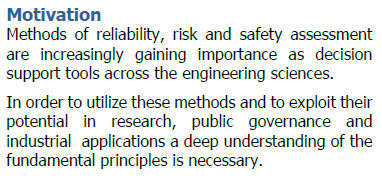 Motivation
Methods of reliability, risk and safety assessment
are increasingly gaining importance as decision
support tools across the engineering sciences.
In order to utilize these methods and to exploit their
potential in research, public governance and
industrial applications a deep understanding of the
fundamental principles is necessary.